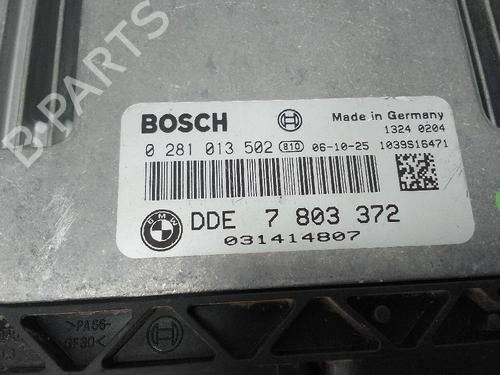 B-PARTS
BOSCH
Made in Germany
1324 0204
0 281 013 502 810 06-10-25 1039S16471
BMW
DDE 7 803 372
031414807
>PA66-
GF30<